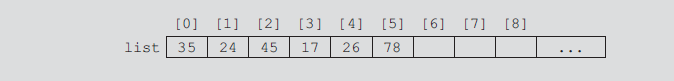 [0] [1] [2] [3] [4] [5] [6] [7] [8]
list 35 24 45 17 26 78 ...